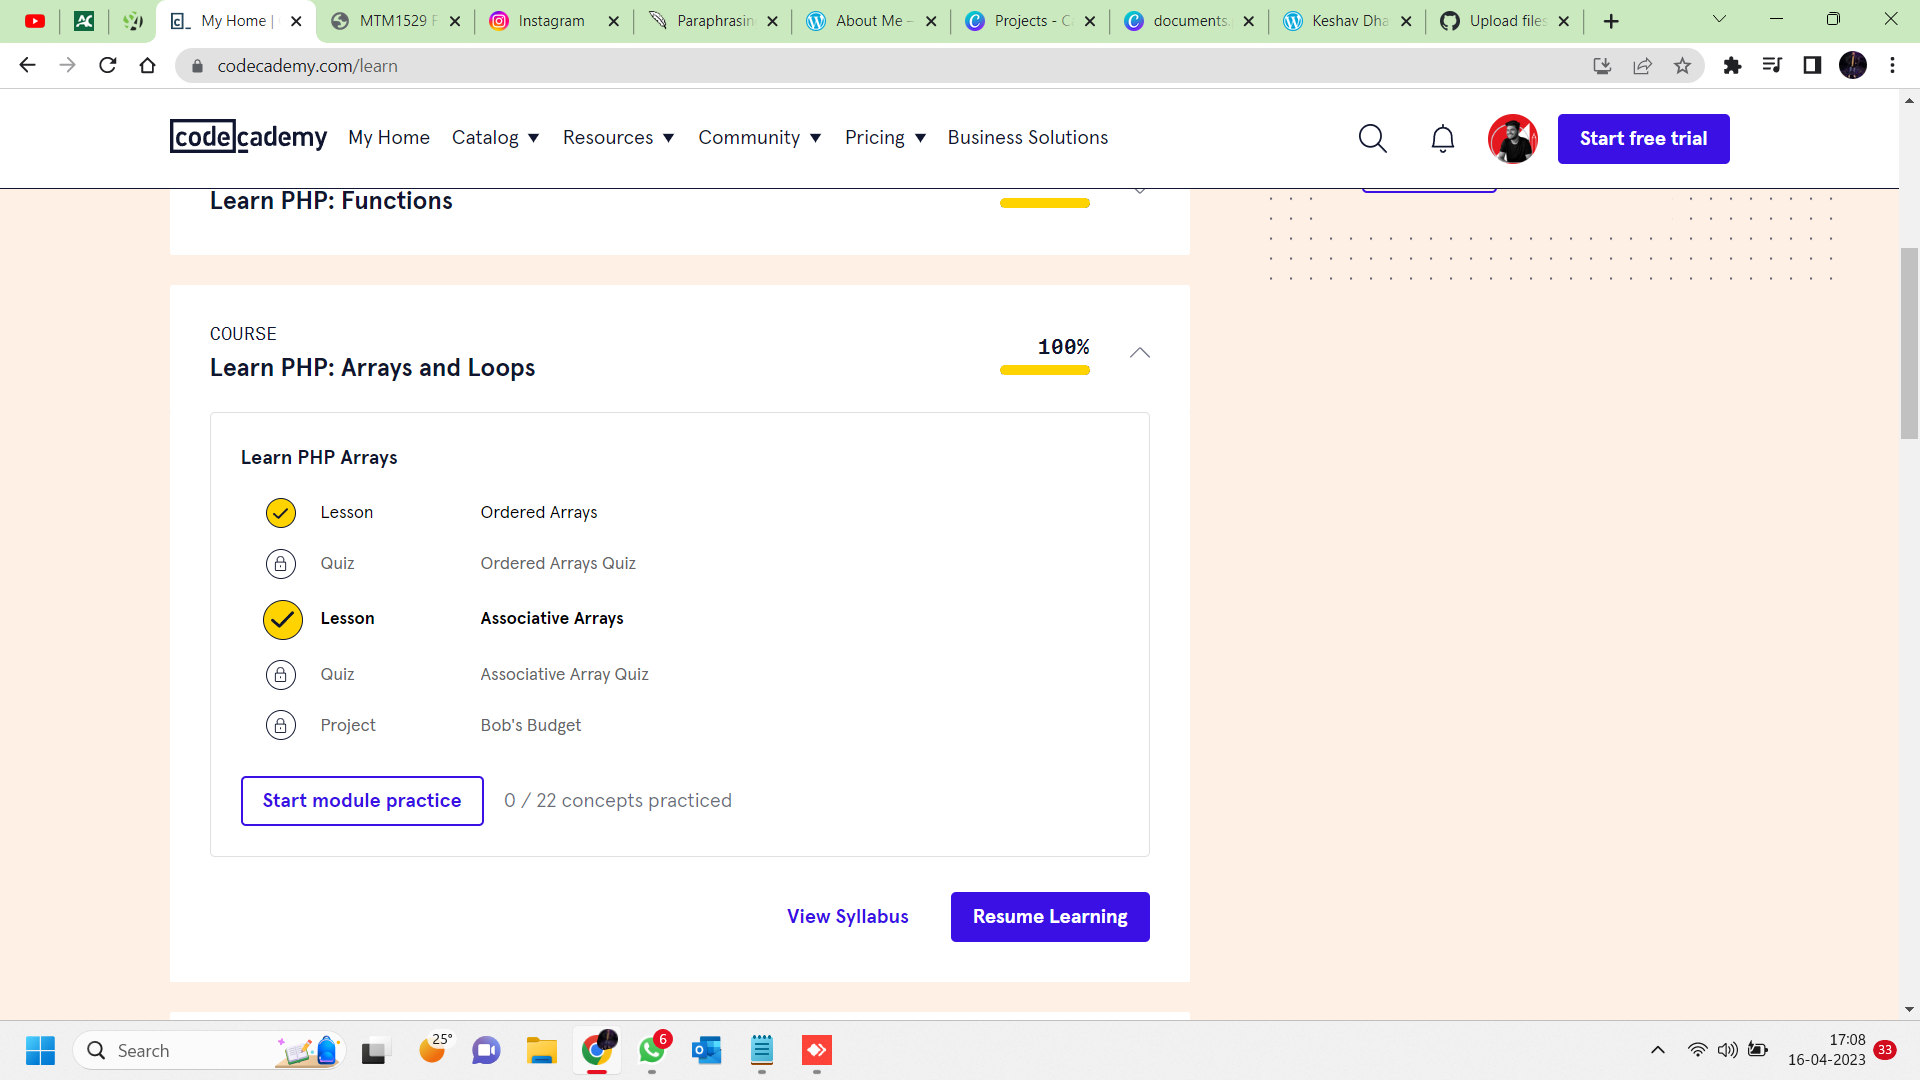 My Home |
MTM1529 F
Instagram
Paraphrasin
About Me –
Projects - C
documents.
Keshav Dha
Upload files
codecademy.com/learn
codecademy
My Home
Catalog
Resources
Community
Pricing
Business Solutions
Start free trial
Learn PHP: Functions
COURSE
Learn PHP: Arrays and Loops
100%
Learn PHP Arrays
Lesson Ordered Arrays
Quiz Ordered Arrays Quiz
Lesson Associative Arrays
Quiz Associative Array Quiz
Project Bob's Budget
Start module practice
0 / 22 concepts practiced
View Syllabus
Resume Learning
Search
25°
6
17:08
16-04-2023
33